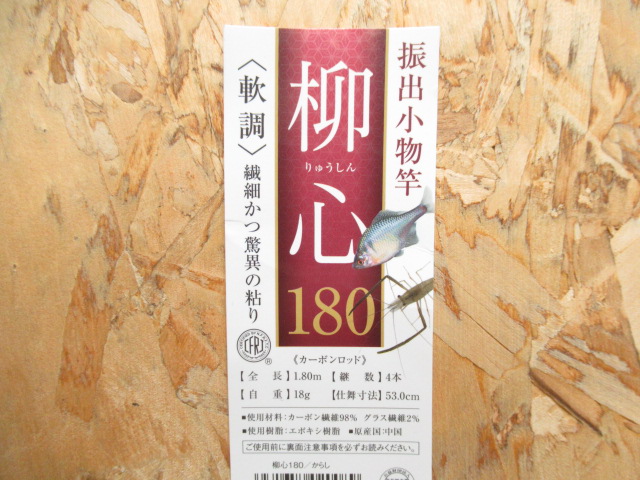 振出小物竿
柳心
りゅうしん
180
〈軟調〉繊細かつ驚異の粘り
CFRP
®
《カーボンロッド》
【全長】1.80m【継数】4本
【自重】18g【仕舞寸法】53.0cm
■使用材料:カーボン繊維98% グラス繊維2%
■使用樹脂:エポキシ樹脂 ■原産国:中国
ご使用前に裏面注意事項を必ずお読みください。
柳心180/からし